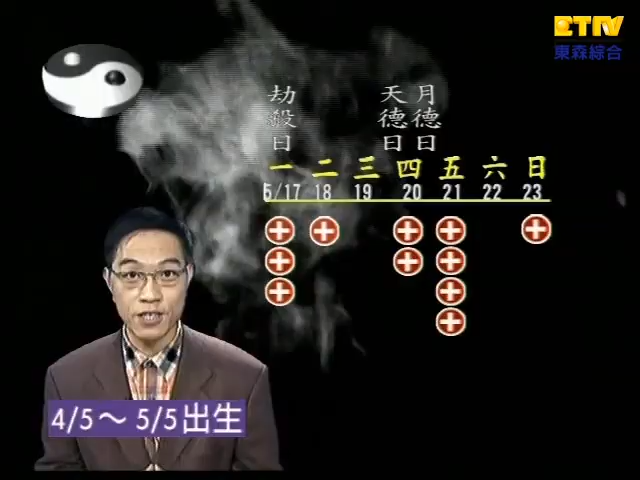 ETTV
東森綜合
劫殺日
天德日
月德日
一 二 三 四 五 六 日
5/17 18 19 20 21 22 23
4/5～5/5出生